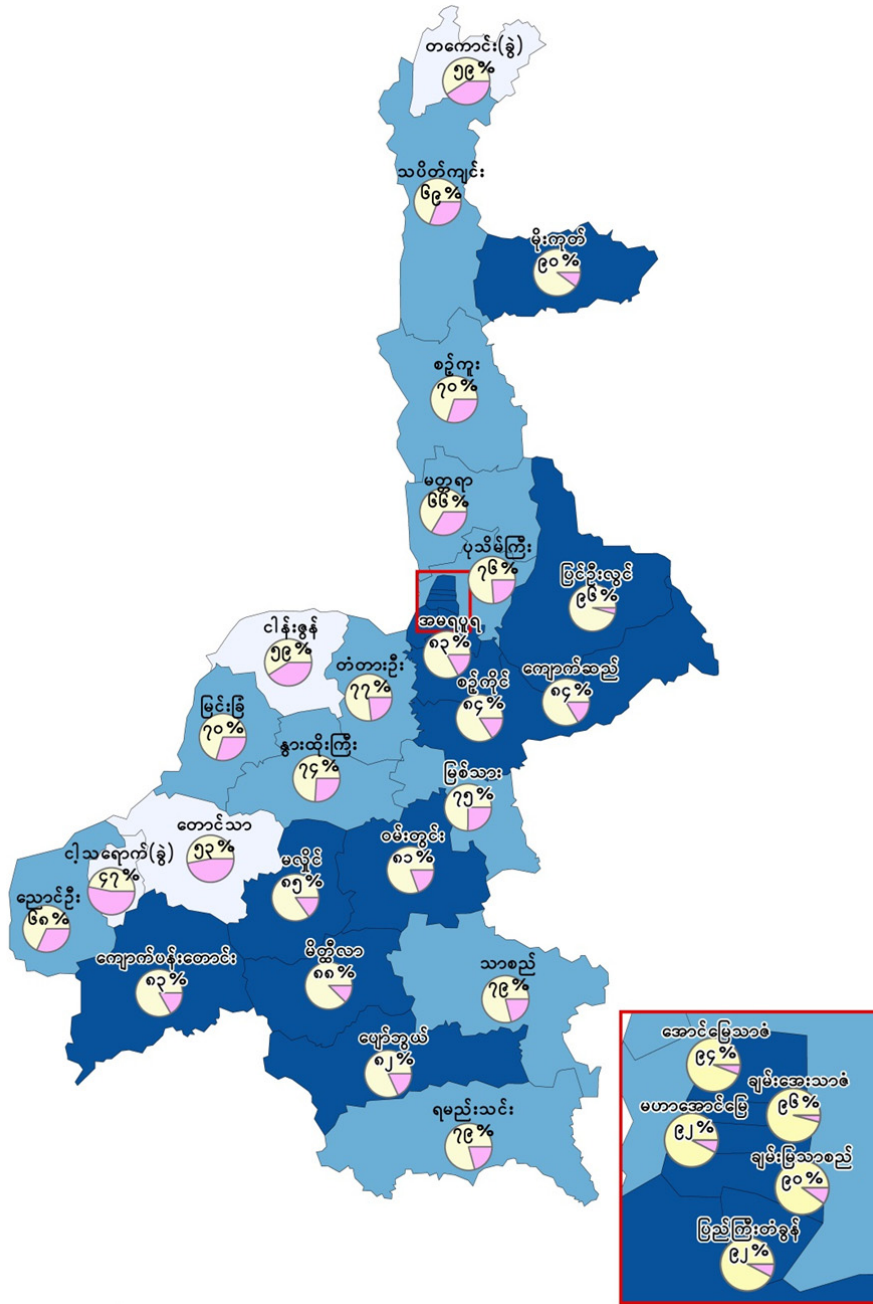 တကောင်း(ခွဲ)
၅၉%
သပိတ်ကျင်း
၆၉%
မိုးကုတ်
၉၀%
စဉ့်ကူး
၇၀%
မတ္တရာ
၆၆%
ပုသိမ်ကြီး
၇၆%
ပြင်ဦးလွင်
၉၆%
အမရပူရ
၈၃%
ငါန်းဇွန်
၅၉%
တံတားဦး
၇၇%
စဉ့်ကိုင်
၈၄%
ကျောက်ဆည်
၈၄%
မြင်းခြံ
၇၀%
နွားထိုးကြီး
၇၄%
မြစ်သား
၇၅%
တောင်သာ
၅၃%
ဝမ်းတွင်း
၈၁%
ငါ့သရောက်(ခွဲ)
၄၇%
မလှိုင်
၈၅%
ညောင်ဦး
၆၈%
ကျောက်ပန်းတောင်း
၈၃%
မိတ္ထီလာ
၈၈%
သာစည်
၇၉%
ပျော်ဘွယ်
၈၂%
ရမည်းသင်း
၇၉%
အောင်မြေသာဇံ
၉၄%
ချမ်းအေးသာဇံ
၉၆%
မဟာအောင်မြေ
၉၂%
ချမ်းမြသာစည်
၉၀%
ပြည်ကြီးတံခွန်
၉၂%